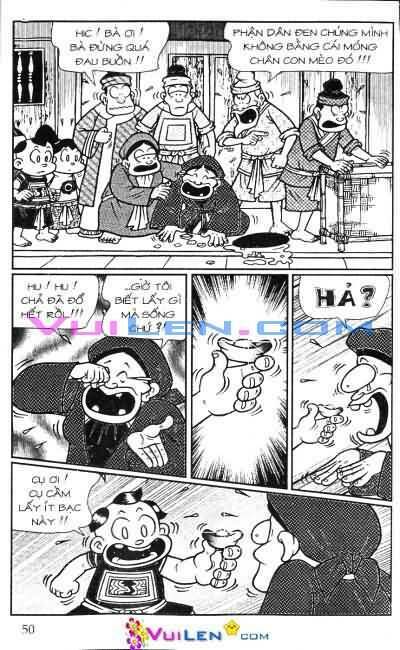 HIC ! BÀ ƠI !
BÀ ĐỪNG QUÁ
ĐAU BUỒN !!
PHẬN DÂN ĐEN CHÚNG MÌNH
KHÔNG BẰNG CÁI MÓNG
CHÂN CON MÈO ĐÓ !!!
HU ! HU !
CHẢ ĐÃ ĐỔ
HẾT RỒI !!!
...GIỜ TÔI
BIẾT LẤY GÌ
MÀ SỐNG
CHỨ ?!
HẢ?
VUILEN.COM
CỤ ƠI !
CỤ CẦM
LẤY ÍT BẠC
NÀY !!
50
VUILEN.COM